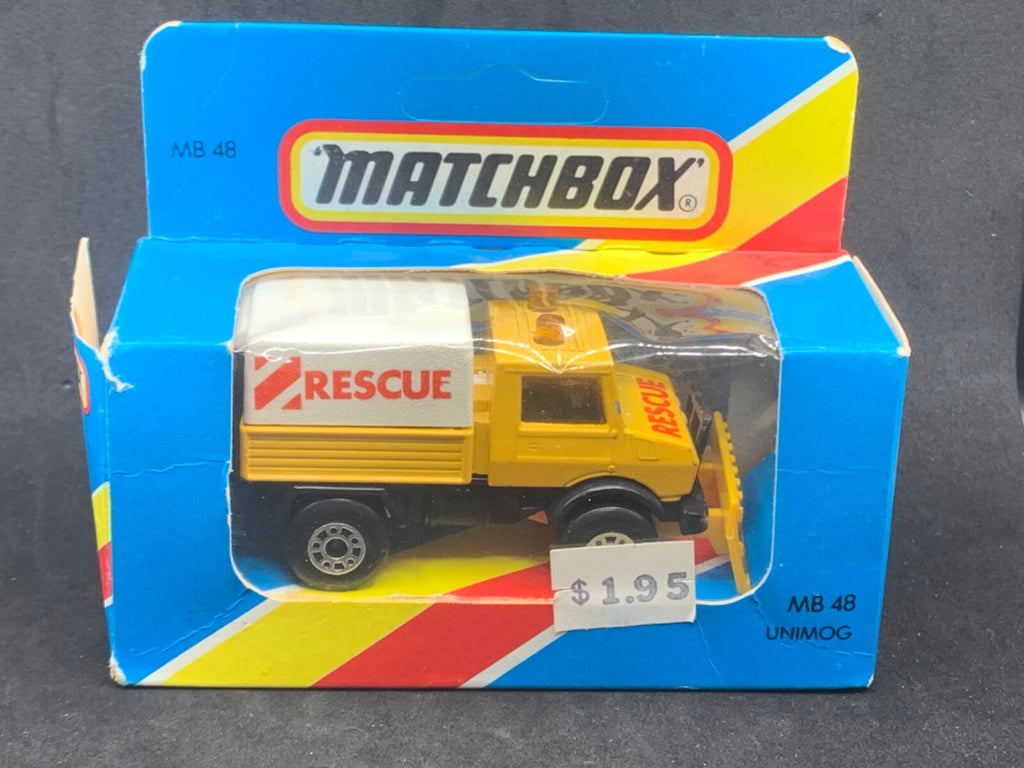 MB 48
"MATCHBOX"®
RESCUE
RESCUE
$1.95
MB 48
UNIMOG